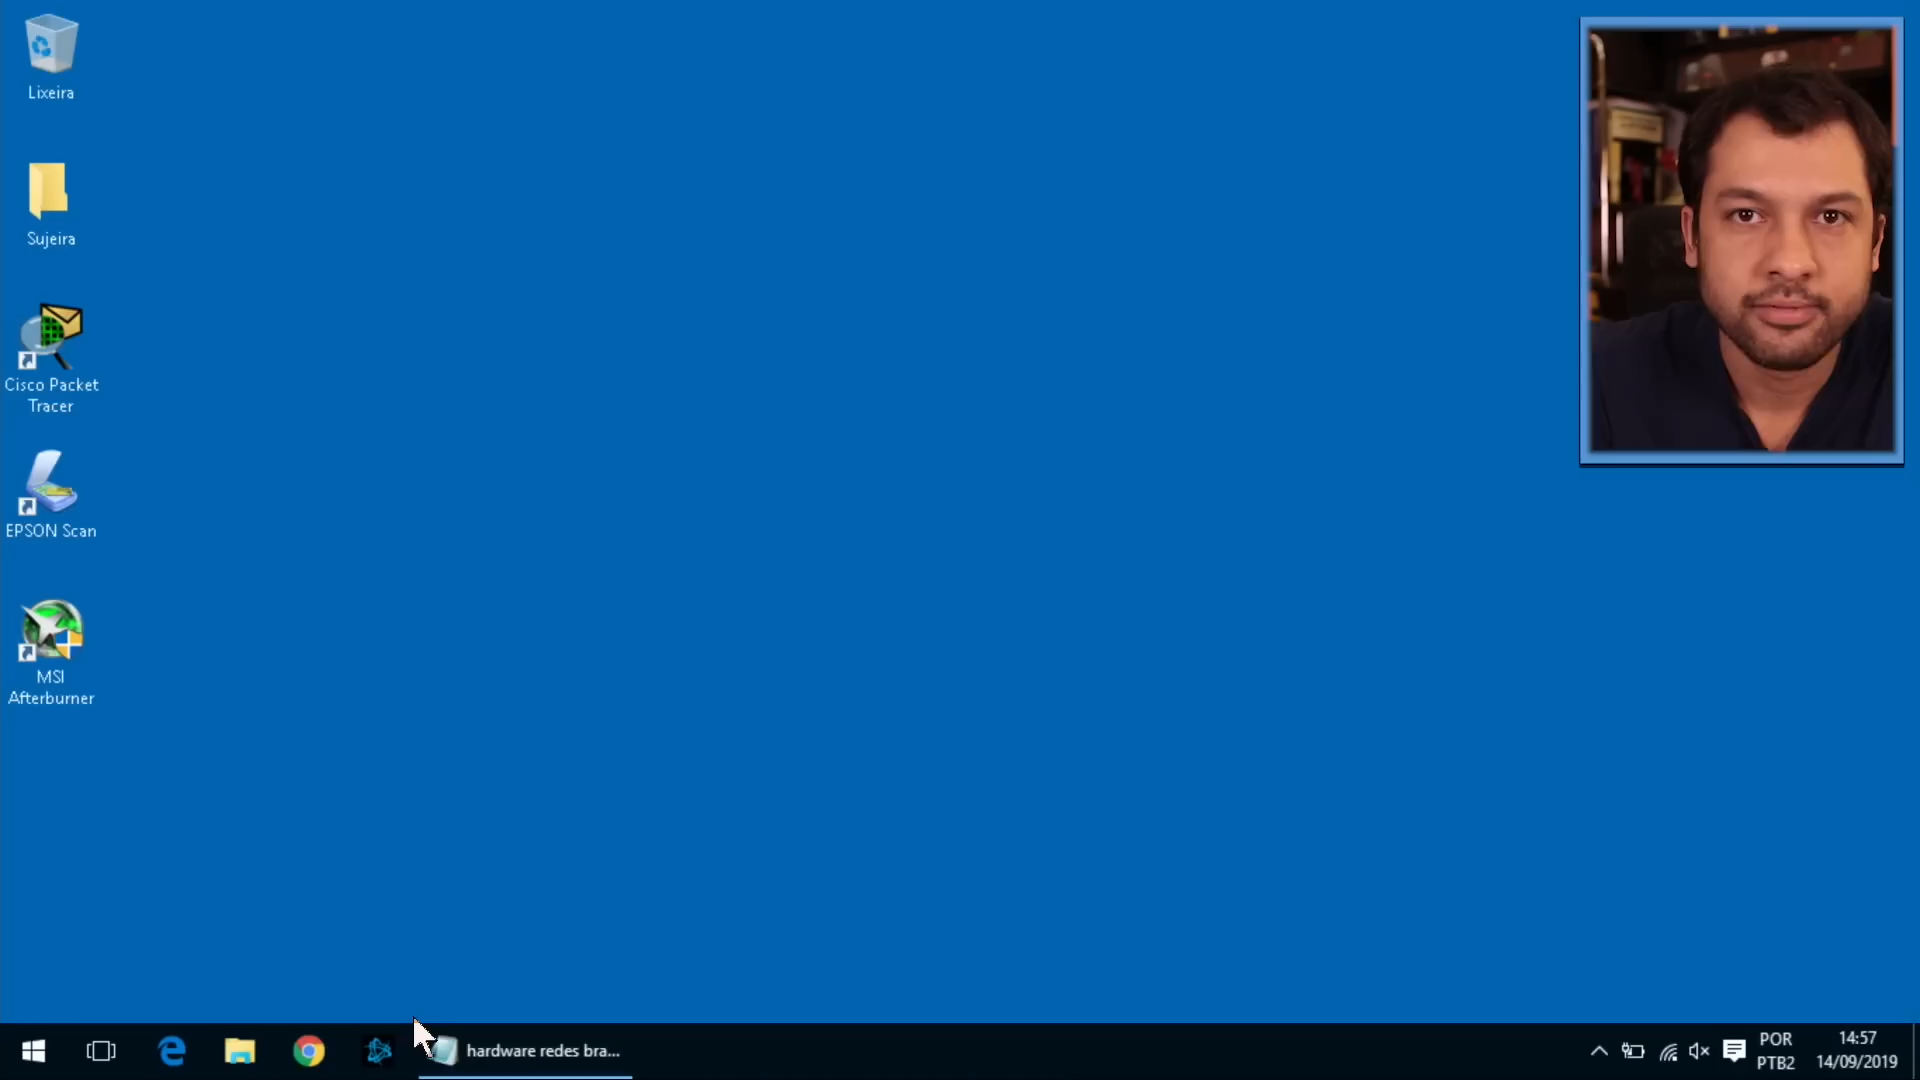 Lixeira
Sujeira
Cisco Packet
Tracer
EPSON Scan
MSI
Afterburner
hardware redes bra...
POR
PTB2
14:57
14/09/2019